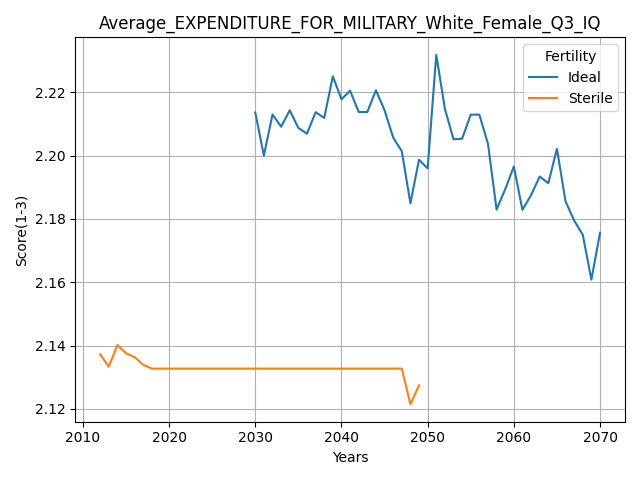 Average_EXPENDITURE_FOR_MILITARY_White_Female_Q3_IQ
Fertility
Ideal
Sterile
Score(1-3)
2.22
2.20
2.18
2.16
2.14
2.12
2010 2020 2030 2040 2050 2060 2070
Years